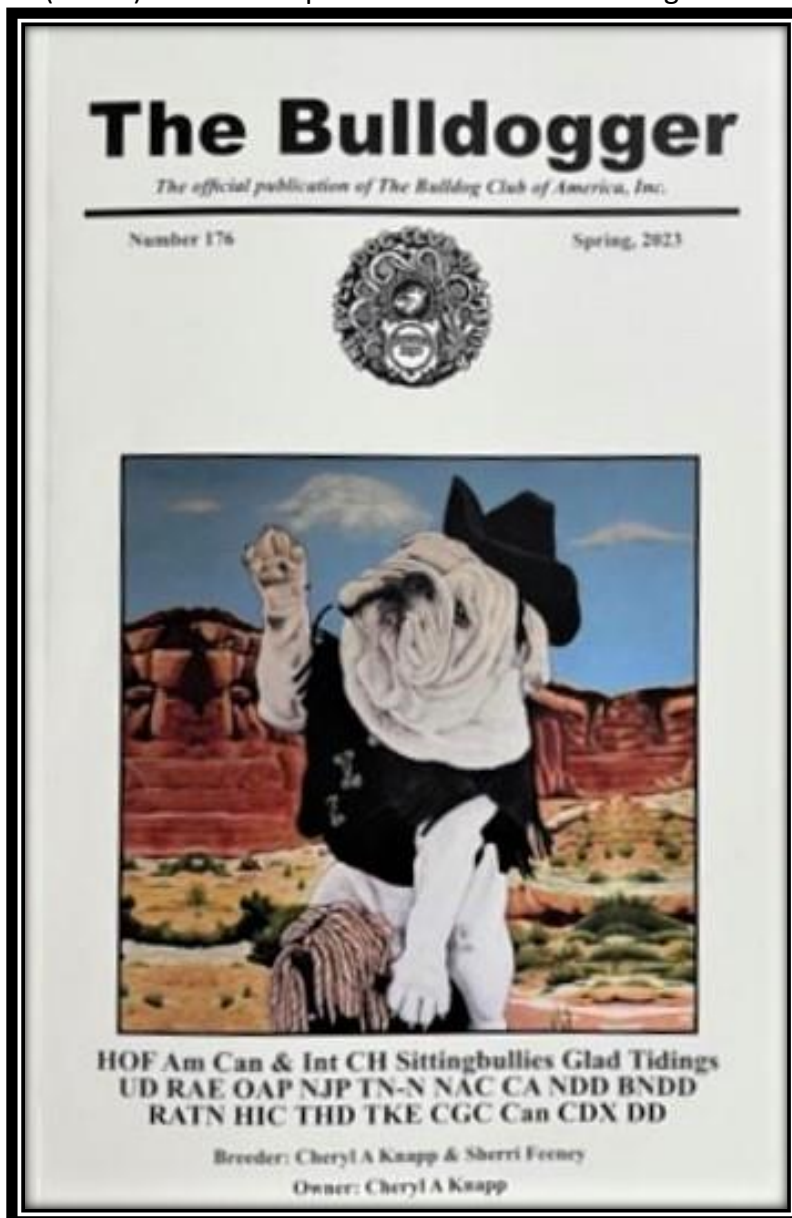 The Bulldogger
The official publication of The Bulldog Club of America, Inc.
Number 176
Spring, 2023
HOF Am Can & Int CH Sittingbullies Glad Tidings
UD RAE OAP NJP TN-N NAC CA NDD BNDD
RATN HIC THD TKE CGC Can CDX DD
Breeder: Cheryl A Knapp & Sherri Feeney
Owner: Cheryl A Knapp